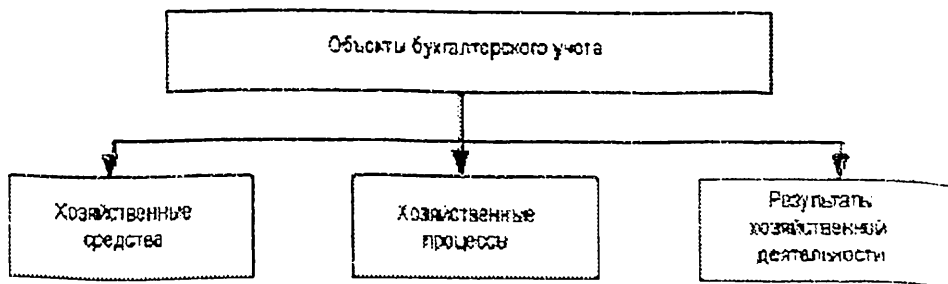 Объекты бухгалтерского учета
Хозяйственные
средства
Хозяйственные
процессы
Результаты
хозяйственной
деятельности